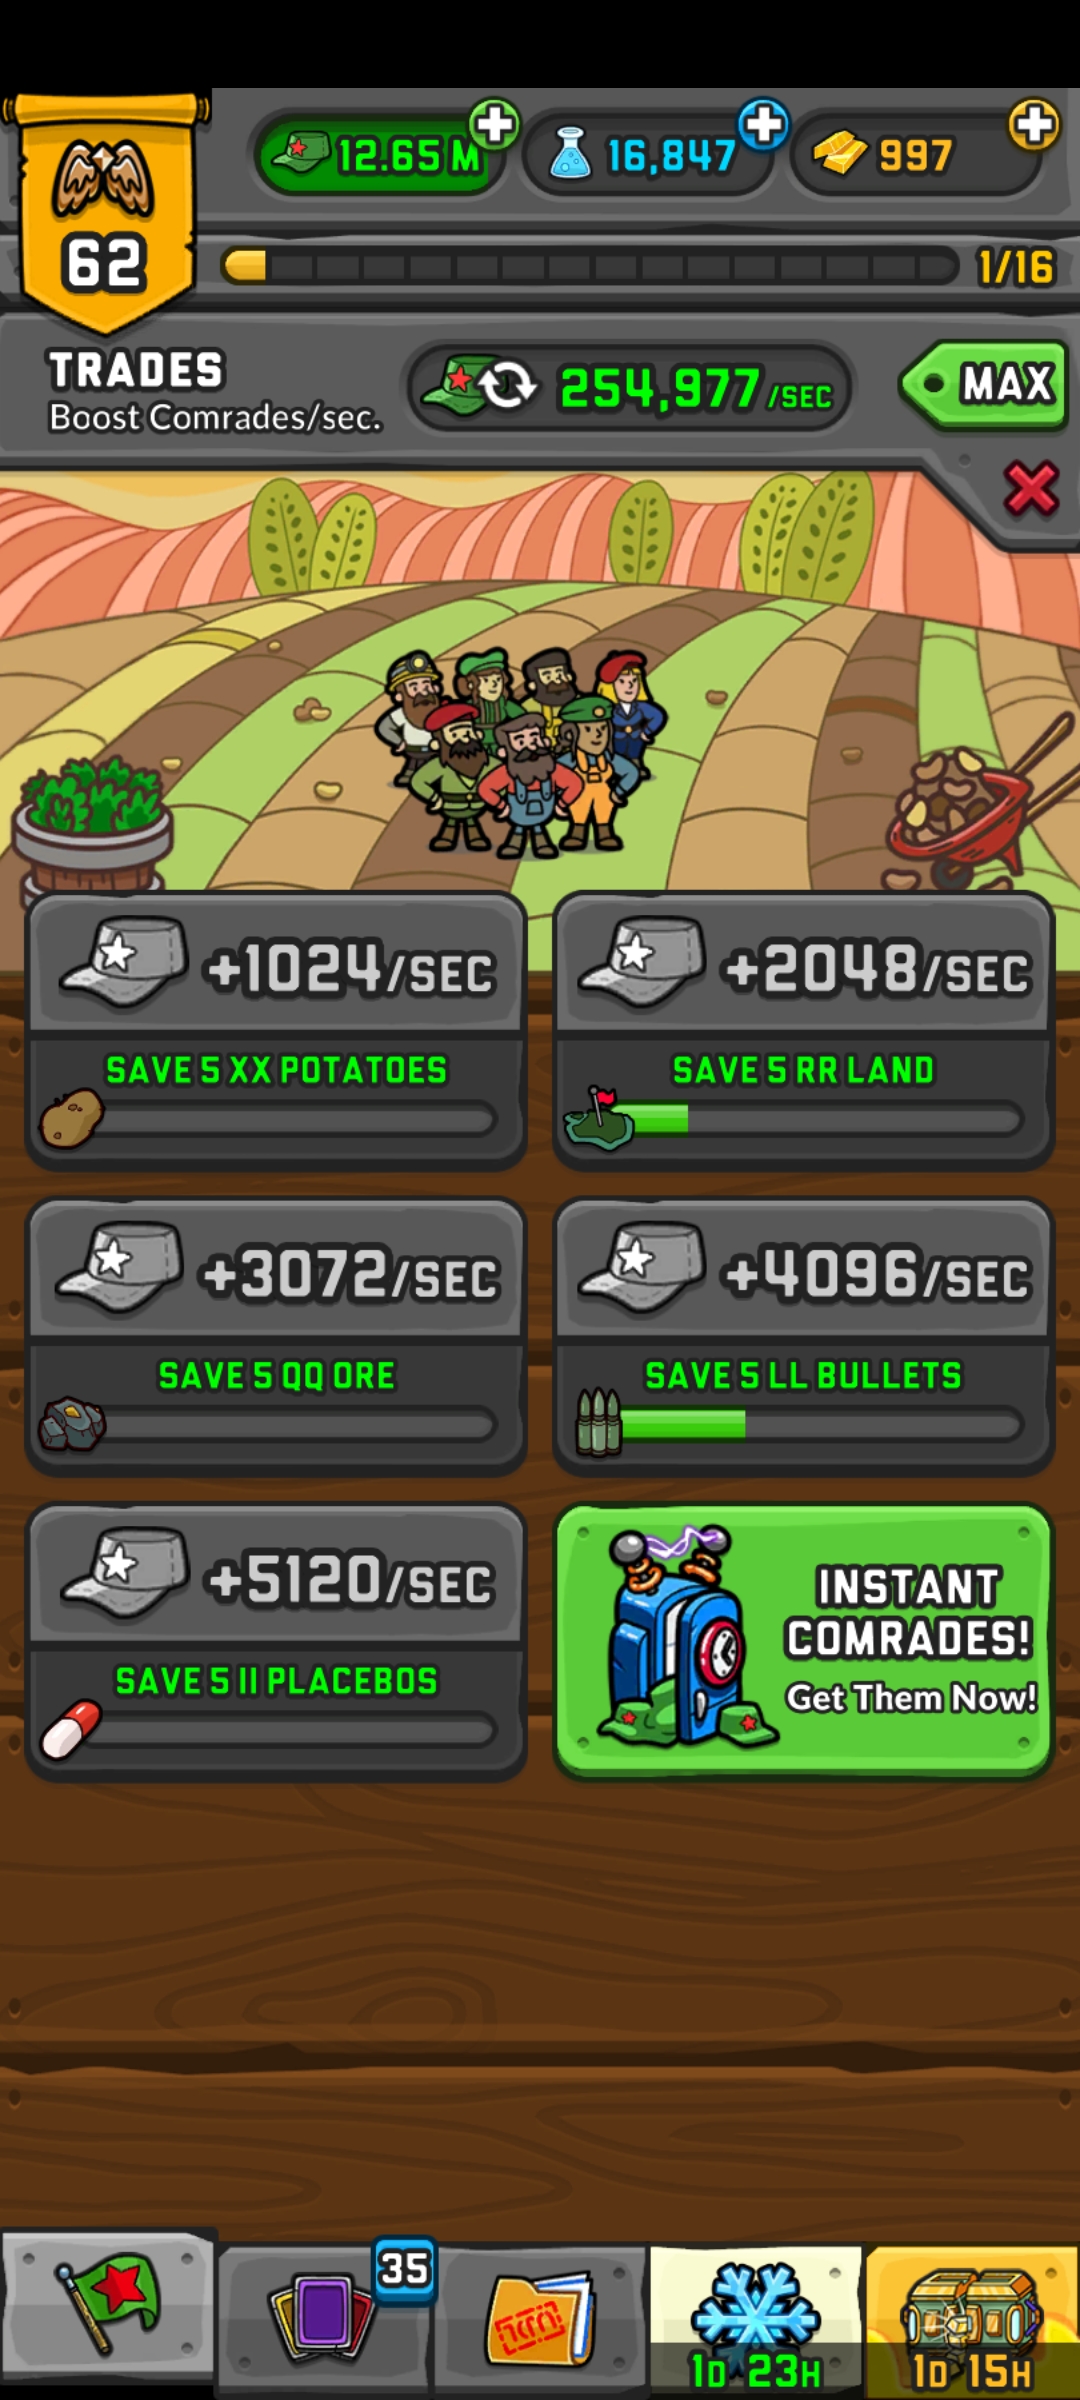 12.65 M
16,847
997
62
1/16
TRADES
Boost Comrades/sec.
254,977/SEC
MAX
+1024/SEC
+2048/SEC
SAVE 5 XX POTATOES
SAVE 5 RR LAND
+3072/SEC
+4096/SEC
SAVE 5 QQ ORE
SAVE 5 LL BULLETS
+5120/SEC
SAVE 5 II PLACEBOS
INSTANT
COMRADES!
Get Them Now!
35
1D 23H
1D 15H